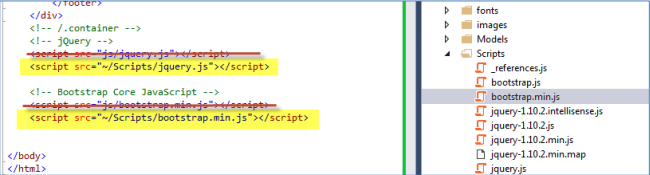 </footer>
</div>
<!-- /.container -->
<!-- jQuery -->
<script src="js/jquery.js"></script>
<script src="~/Scripts/jquery.js"></script>
<!-- Bootstrap Core JavaScript -->
<script src="js/bootstrap.min.js"></script>
<script src="~/Scripts/bootstrap.min.js"></script>
</body>
</html>
fonts
images
Models
Scripts
_references.js
bootstrap.js
bootstrap.min.js
jquery-1.10.2.intellisense.js
jquery-1.10.2.js
jquery-1.10.2.min.js
jquery-1.10.2.min.map
jquery.js